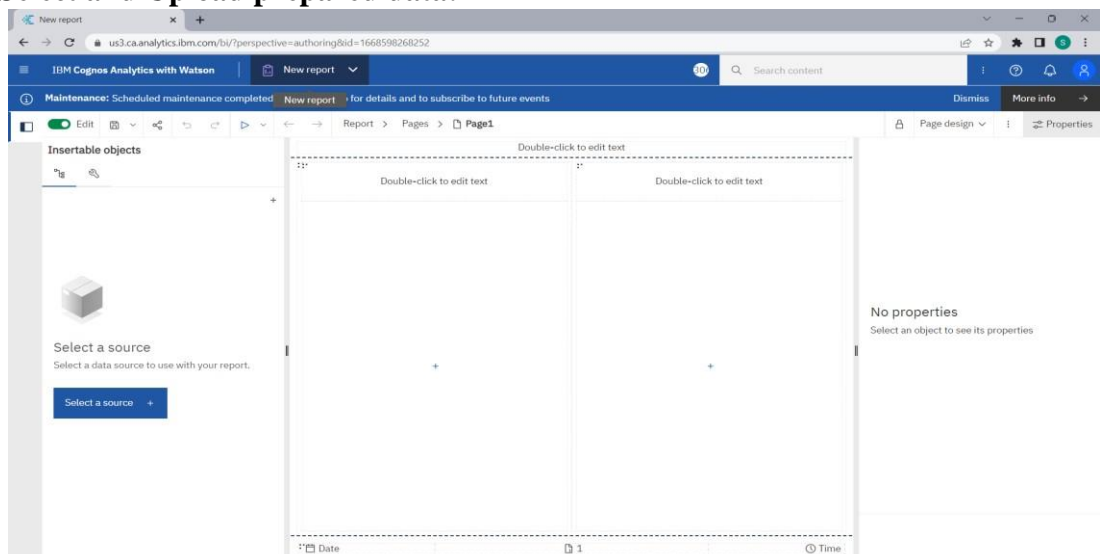 Select and Upload prepared data:
New report
us3.ca.analytics.ibm.com/bi/?perspective=authoring&id=1668598268252
S
IBM Cognos Analytics with Watson
New report
Search content
Maintenance: Scheduled maintenance completed
New report
for details and to subscribe to future events
Dismiss
More info
Edit
Report > Pages > Page1
Page design
Properties
Insertable objects
Double-click to edit text
Double-click to edit text
Double-click to edit text
No properties
Select an object to see its properties
Select a source
Select a data source to use with your report.
Select a source +
Date
1
Time